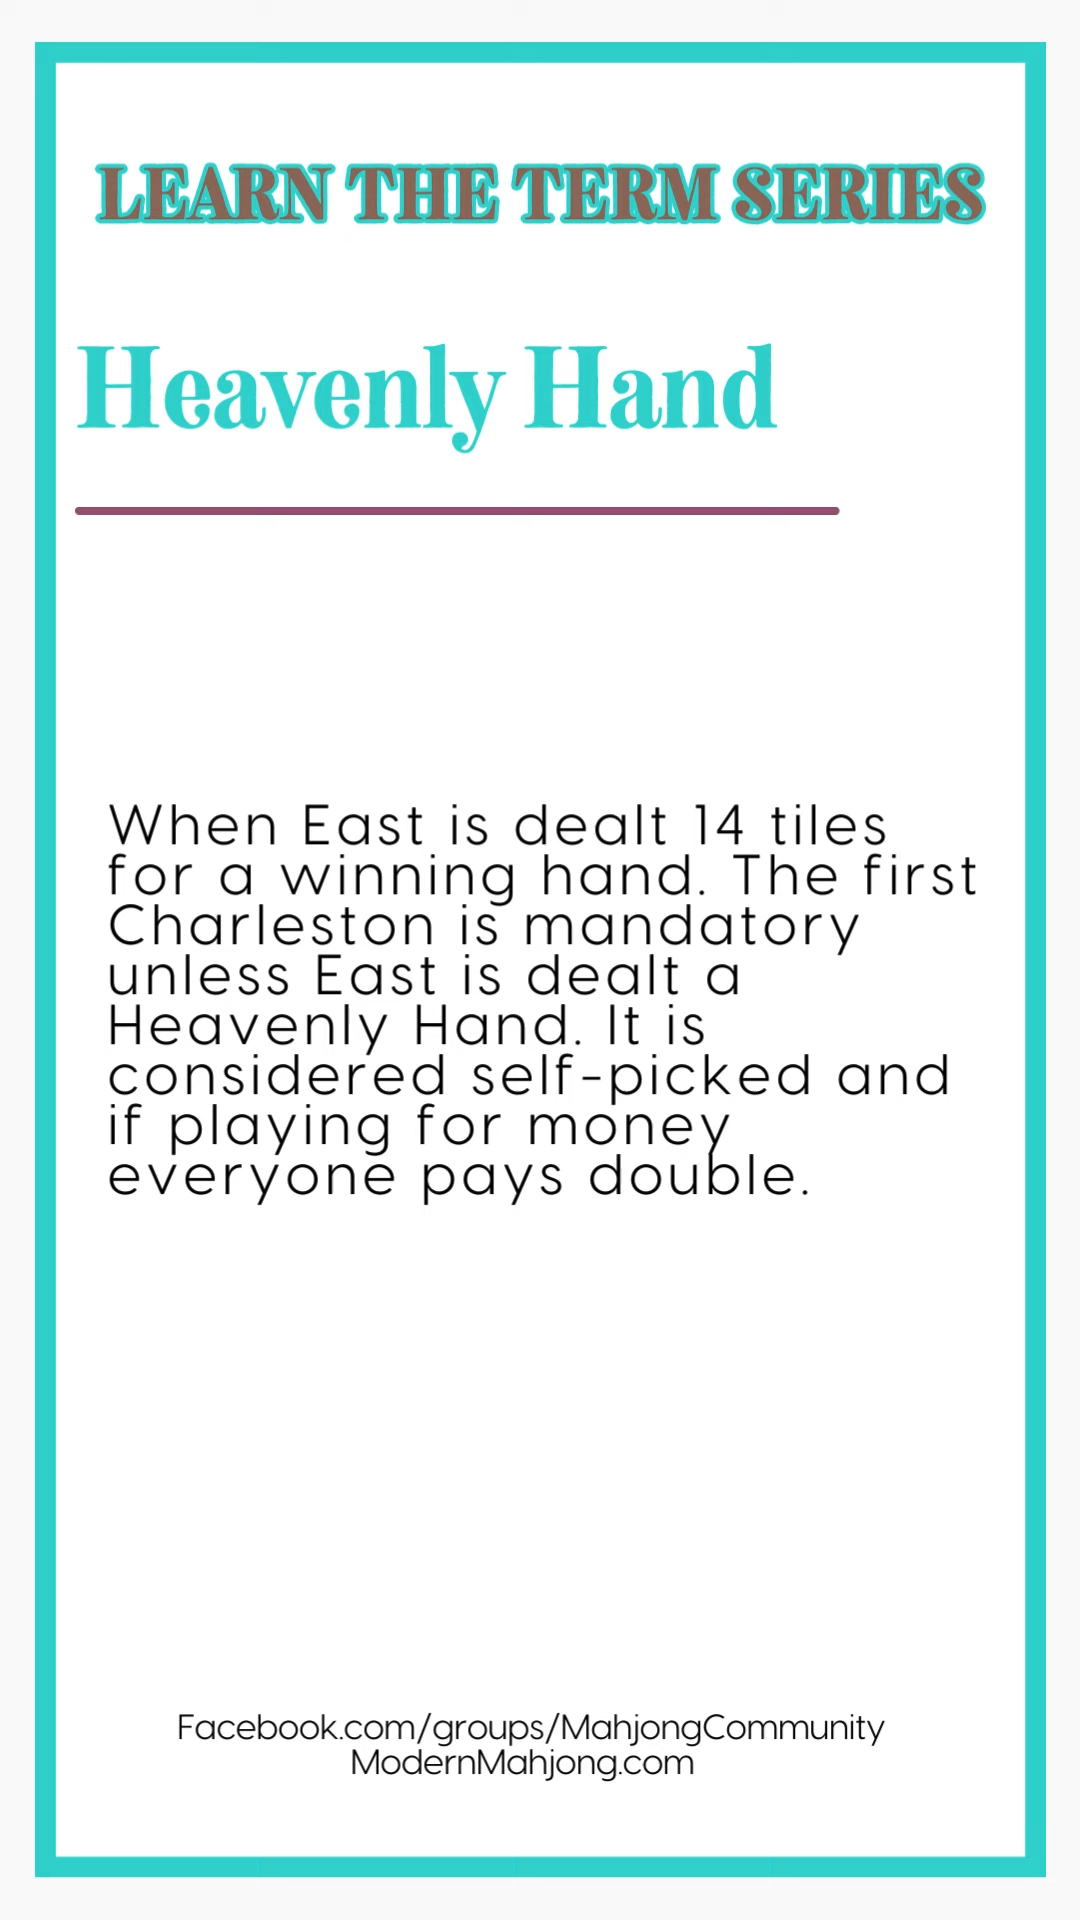 LEARN THE TERM SERIES
Heavenly Hand
When East is dealt 14 tiles
for a winning hand. The first
Charleston is mandatory
unless East is dealt a
Heavenly Hand. It is
considered self-picked and
if playing for money
everyone pays double.
Facebook.com/groups/MahjongCommunity
ModernMahjong.com